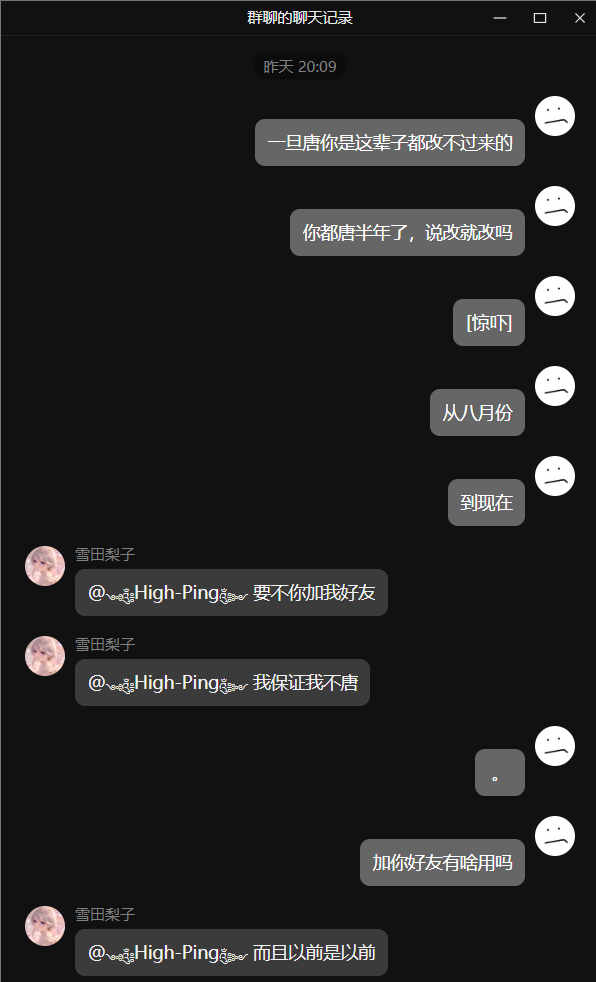 群聊的聊天记录
昨天 20:09
一旦唐你是这辈子都改不过来的
你都唐半年了，说改就改吗
[惊吓]
从八月份
到现在
雪田梨子
@High-Ping 要不你加我好友
雪田梨子
@High-Ping 我保证我不唐
。
加你好友有啥用吗
雪田梨子
@High-Ping 而且以前是以前